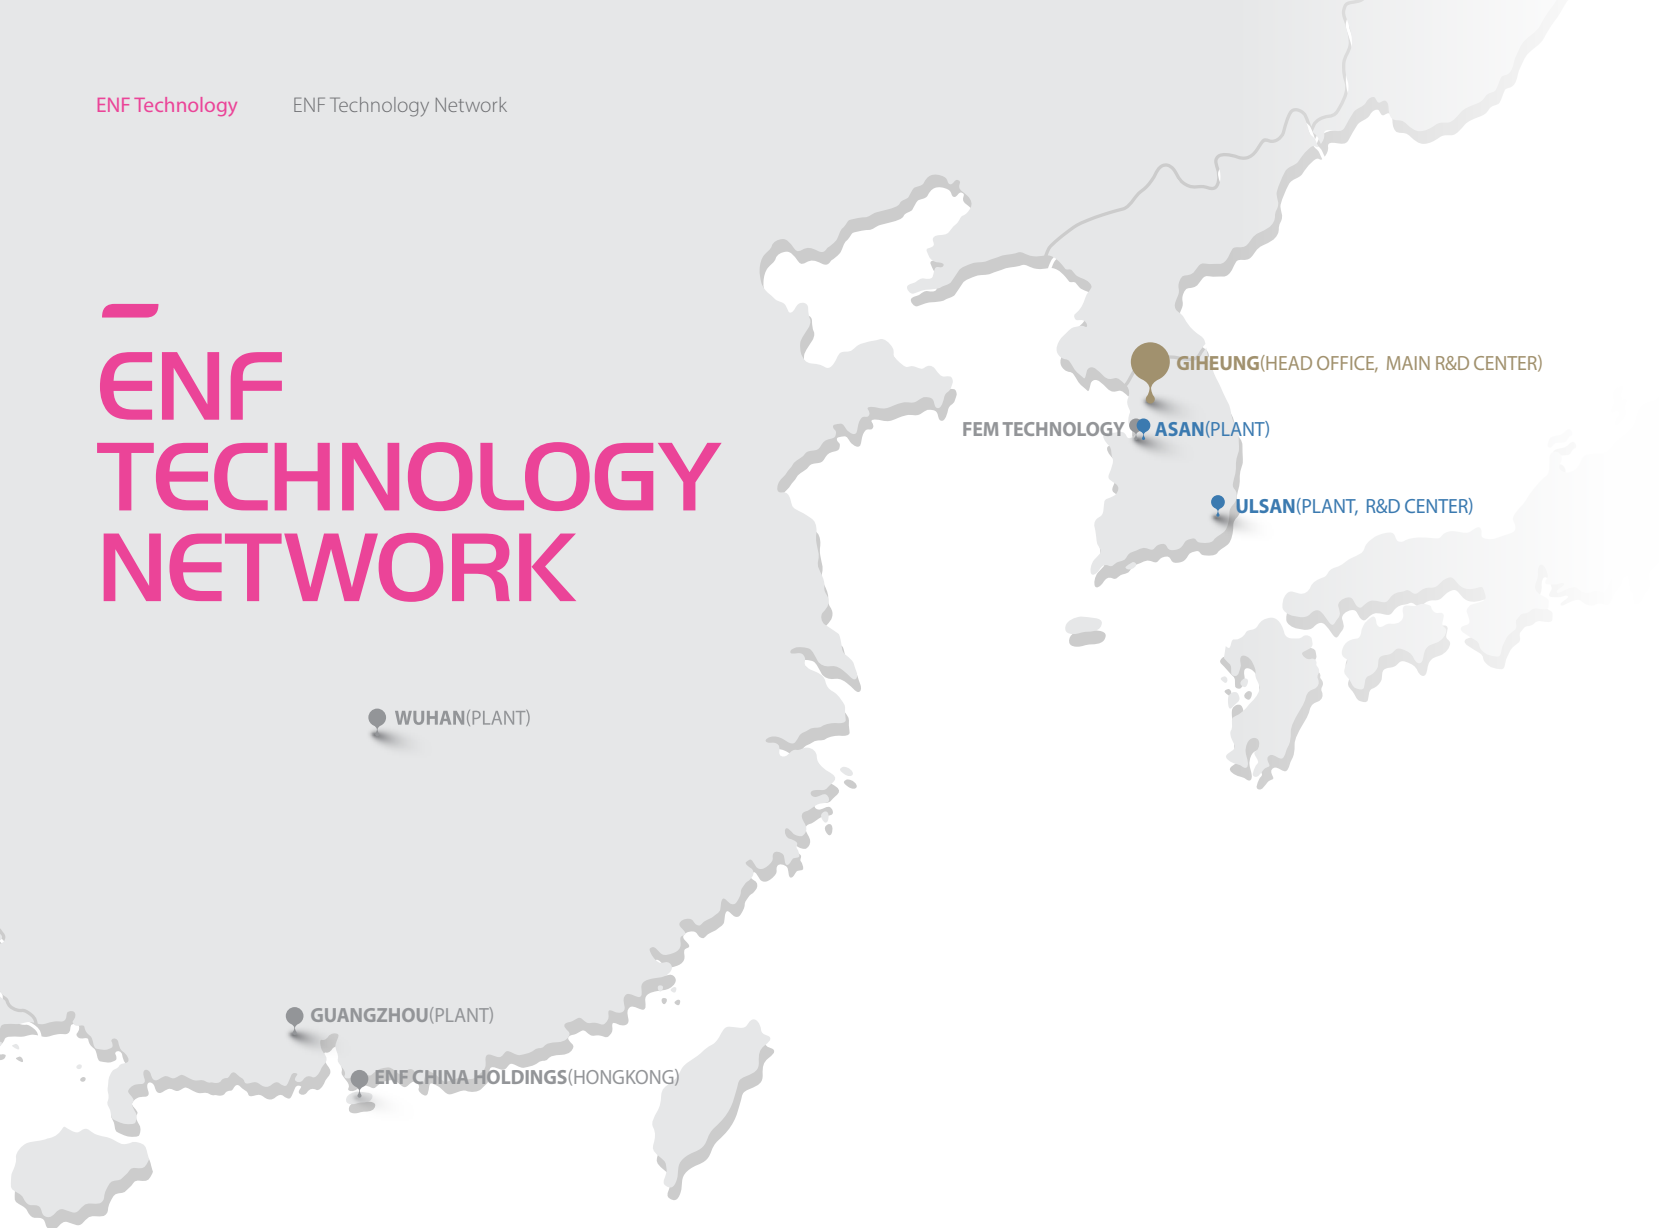 ENF Technology
ENF Technology Network
ENF
TECHNOLOGY
NETWORK
GIHEUNG(HEAD OFFICE, MAIN R&D CENTER)
FEM TECHNOLOGY
ASAN(PLANT)
ULSAN(PLANT, R&D CENTER)
WUHAN(PLANT)
GUANGZHOU(PLANT)
ENF CHINA HOLDINGS(HONGKONG)